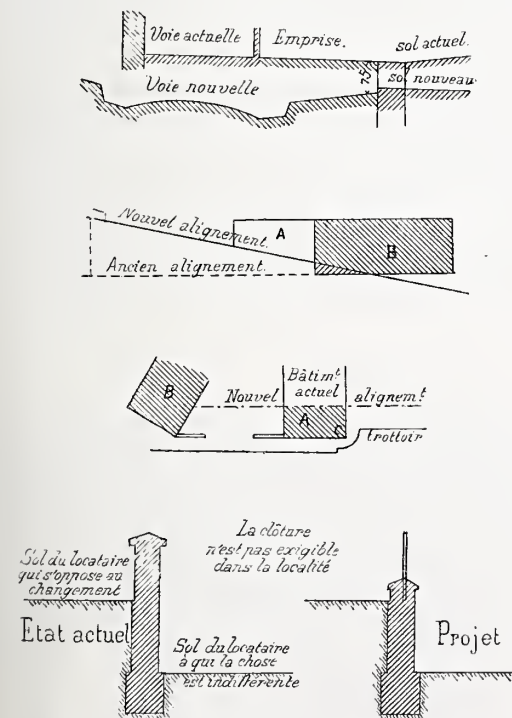 Voie actuelle
Emprise.
sol actuel.
Voie nouvelle
sol nouveau
Nouvel alignement.
A
B
Ancien alignement.
B
Nouvel
Bâtim.t
actuel
alignem.t
A
C
trottoir
Sol du locataire
qui s'oppose au
changement
La clôture
n'est pas exigible
dans la localité
Etat actuel
Sol du locataire
à qui la chose
est indifférente
Projet